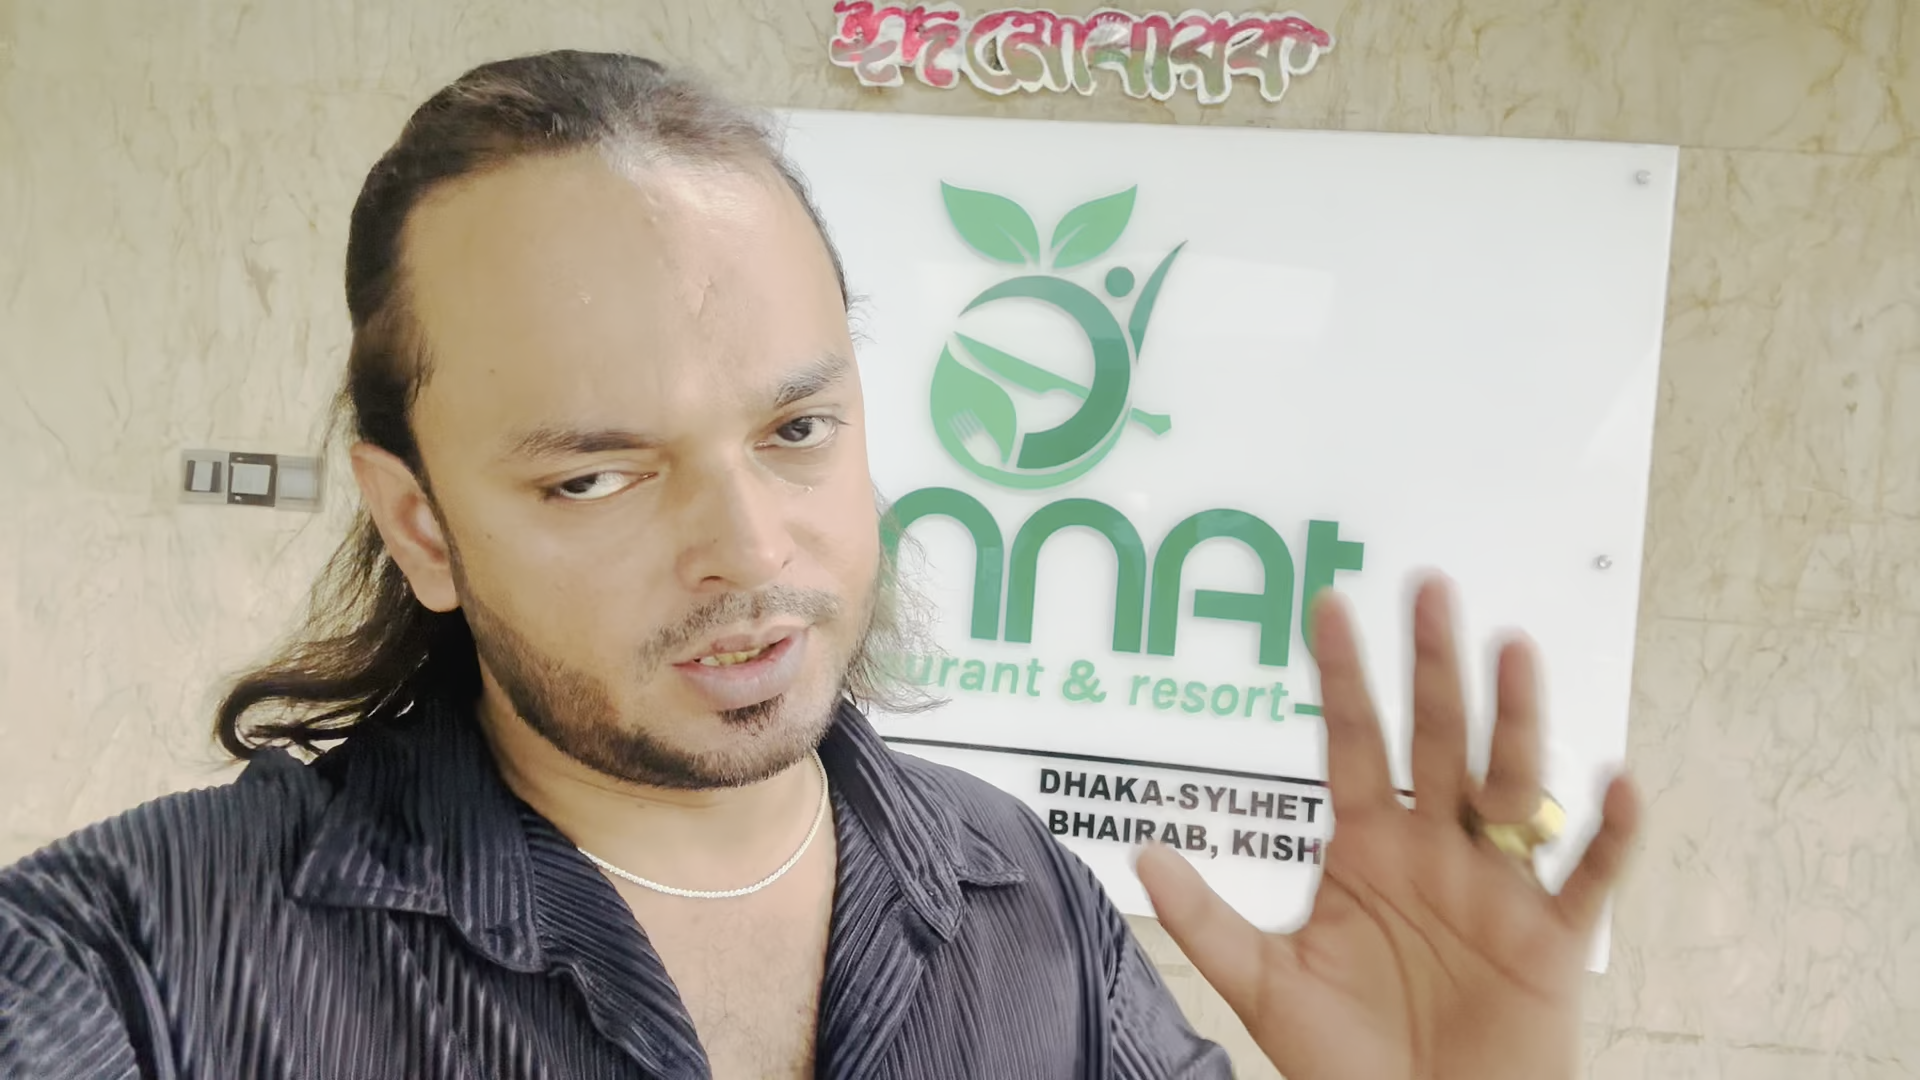 ঈদ মোবারক
nnAt
urant & resort
DHAKA-SYLHET
BHAIRAB, KISH